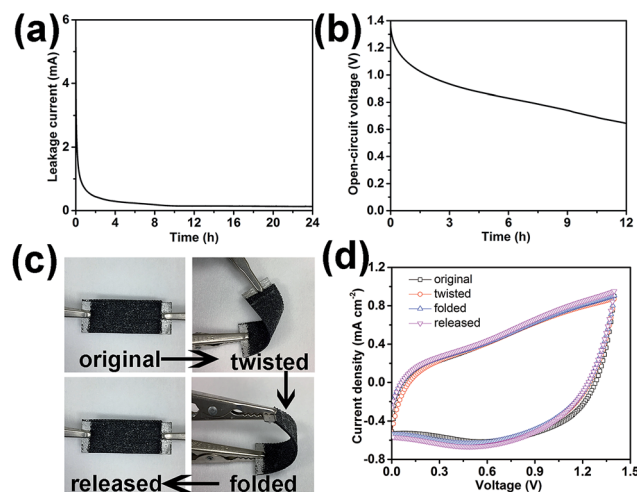 (a)
Leakage current (mA)
6
4
2
0
0 4 8 12 16 20 24
Time (h)
(b)
Open-circuit voltage (V)
1.4
1.2
1.0
0.8
0.6
0.4
0.2
0.0
0 3 6 9 12
Time (h)
(c)
original
twisted
released
folded
(d)
Current density (mA cm⁻²)
1.2
0.8
0.4
0.0
-0.4
-0.8
original
twisted
folded
released
0.0 0.3 0.6 0.9 1.2 1.5
Voltage (V)